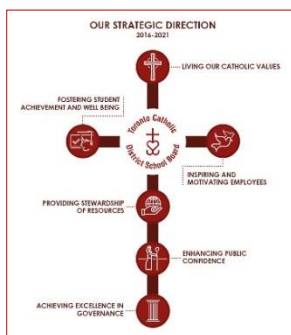 OUR STRATEGIC DIRECTION
2016-2021
LIVING OUR CATHOLIC VALUES
FOSTERING STUDENT
ACHIEVEMENT AND WELL BEING
Toronto Catholic
District School Board
INSPIRING AND
MOTIVATING EMPLOYEES
PROVIDING STEWARDSHIP
OF RESOURCES
ENHANCING PUBLIC
CONFIDENCE
ACHIEVING EXCELLENCE IN
GOVERNANCE